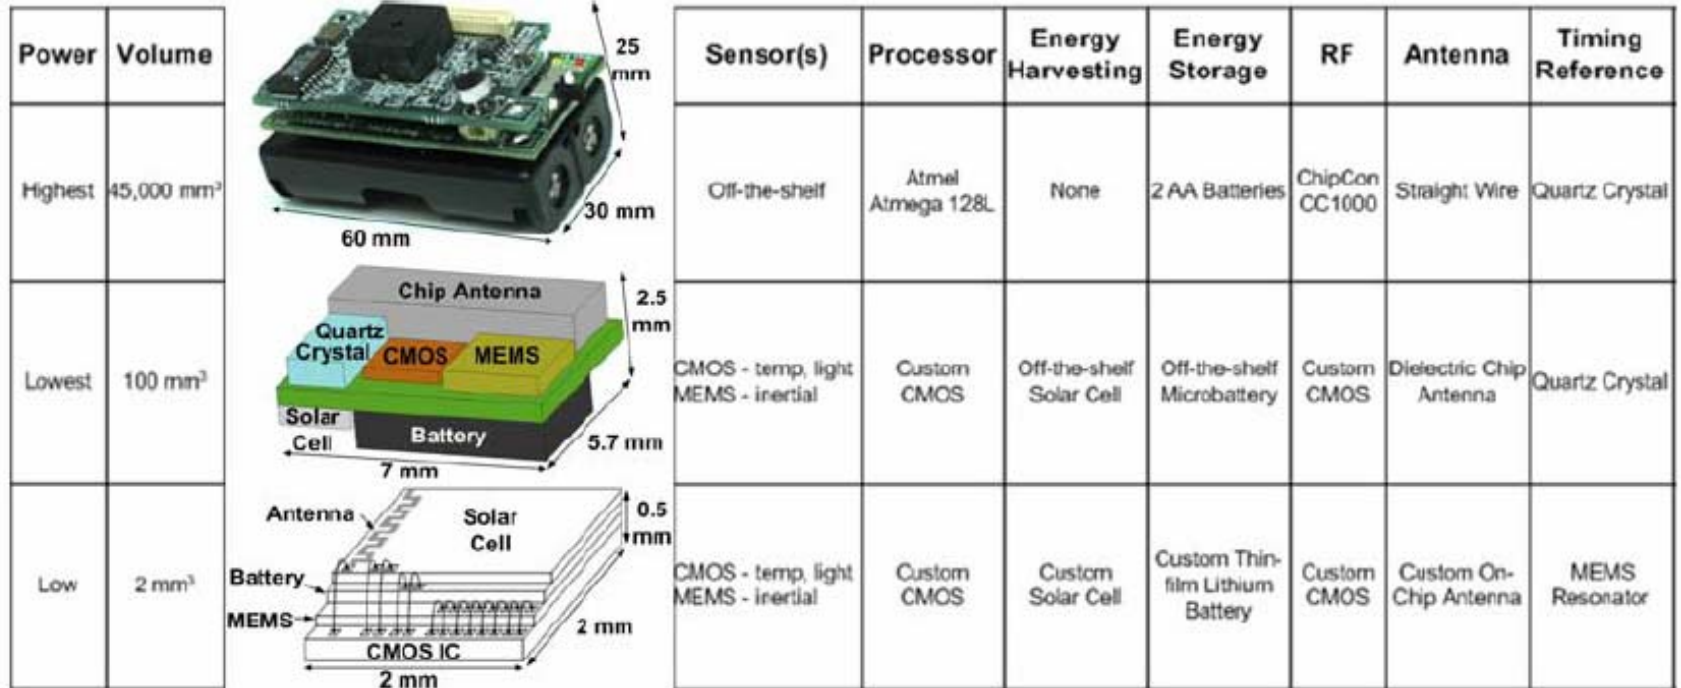 Power Volume
25
mm
Sensor(s) Processor Energy
Harvesting Energy
Storage RF Antenna Timing
Reference
Highest 45,000 mm³
30 mm
60 mm
Off-the-shelf
Atmel
Atmega 128L
None
2 AA Batteries
ChipCon
CC1000
Straight Wire
Quartz Crystal
Lowest 100 mm³
Chip Antenna
2.5
mm
Quartz
Crystal
CMOS
MEMS
Solar
Cell
Battery
5.7 mm
7 mm
CMOS - temp, light
MEMS - inertial
Custom
CMOS
Off-the-shelf
Solar Cell
Off-the-shelf
Microbattery
Custom
CMOS
Dielectric Chip
Antenna
Quartz Crystal
Low 2 mm³
Antenna
Solar
Cell
0.5
mm
Battery
MEMS
CMOS IC
2 mm
2 mm
CMOS - temp, light
MEMS - inertial
Custom
CMOS
Custom
Solar Cell
Custom Thin-
film Lithium
Battery
Custom
CMOS
Custom On-
Chip Antenna
MEMS
Resonator